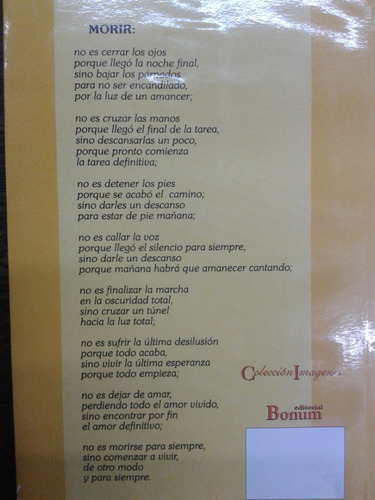 MORIR:
no es cerrar los ojos
porque llegó la noche final,
sino bajar los párpados
para no ser encandilado,
por la luz de un amancer;
no es cruzar las manos
porque llegó el final de la tarea,
sino descansarlas un poco,
porque pronto comienza
la tarea definitiva;
no es detener los pies
porque se acabó el camino;
sino darles un descanso
para estar de pie mañana;
no es callar la voz
porque llegó el silencio para siempre,
sino darle un descanso
porque mañana habrá que amanecer cantando;
no es finalizar la marcha
en la oscuridad total,
sino cruzar un túnel
hacia la luz total;
no es sufrir la última desilusión
porque todo acaba,
sino vivir la última esperanza
porque todo empieza;
no es dejar de amar,
perdiendo todo el amor vivido,
sino encontrar por fin
el amor definitivo;
no es morirse para siempre,
sino comenzar a vivir,
de otro modo
y para siempre.
Colección Imágenes
editorial
Bonum